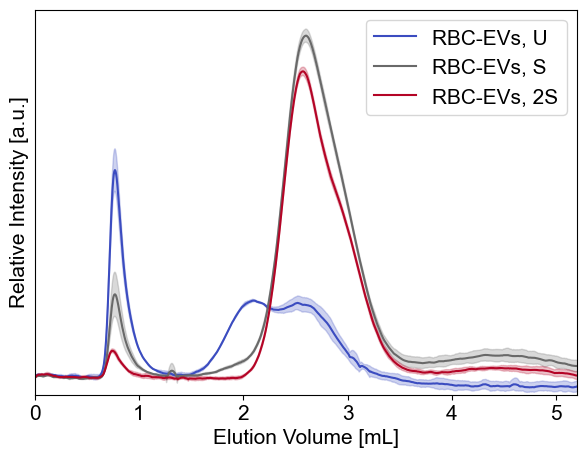 RBC-EVs, U
RBC-EVs, S
RBC-EVs, 2S
Relative Intensity [a.u.]
0 1 2 3 4 5
Elution Volume [mL]